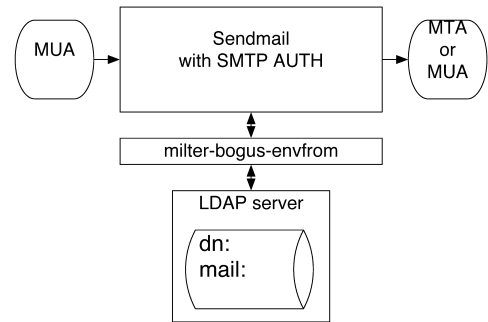 MUA
Sendmail
with SMTP AUTH
MTA
or
MUA
milter-bogus-envfrom
LDAP server
dn:
mail: